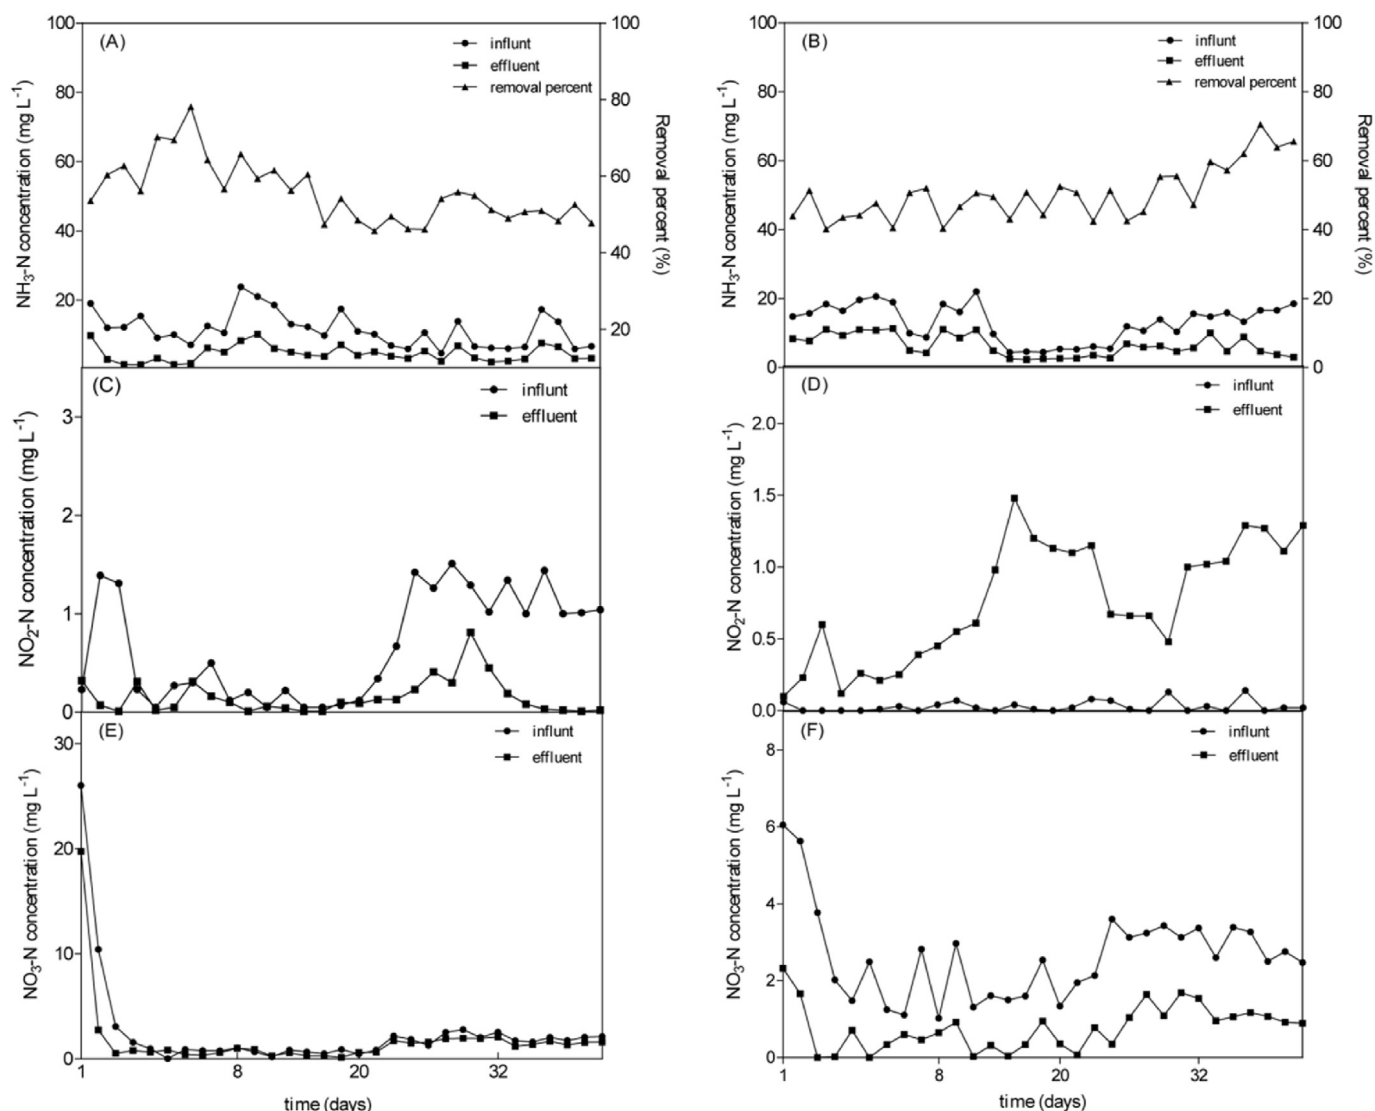 (A)
influnt
effluent
removal percent
100
80
60
40
20
NH3-N concentration (mg L-1)
100
80
60
40
20
Removal percent (%)
(B)
influnt
effluent
removal percent
100
80
60
40
20
0
NH3-N concentration (mg L-1)
100
80
60
40
20
0
Removal percent (%)
(C)
influnt
effluent
3
2
1
0
NO2-N concentration (mg L-1)
(D)
influnt
effluent
2.0
1.5
1.0
0.5
0.0
NO2-N concentration (mg L-1)
(E)
influnt
effluent
30
20
10
0
NO3-N concentration (mg L-1)
1 8 20 32
time (days)
(F)
influnt
effluent
8
6
4
2
0
NO3-N concentration (mg L-1)
1 8 20 32
time (days)